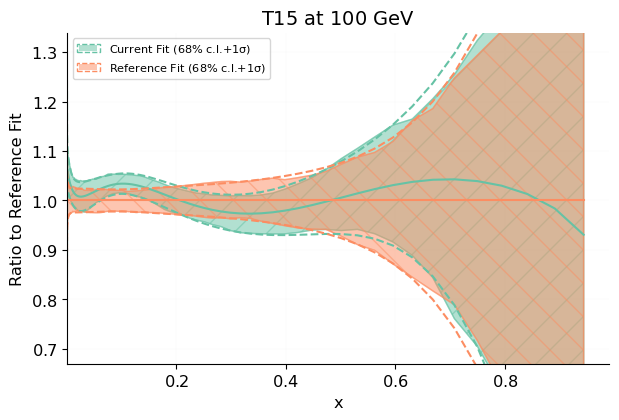 T15 at 100 GeV
Current Fit (68% c.l.+1σ)
Reference Fit (68% c.l.+1σ)
Ratio to Reference Fit
1.3
1.2
1.1
1.0
0.9
0.8
0.7
0.2 0.4 0.6 0.8
x